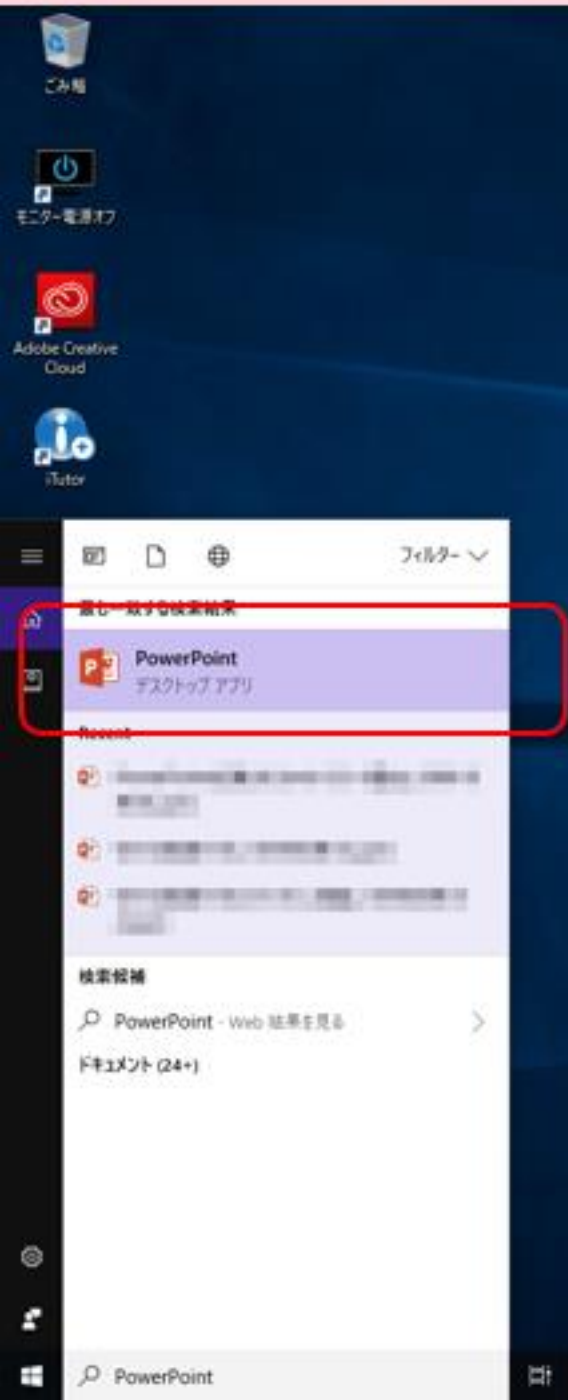 ごみ箱
モニター電源オフ
Adobe Creative
Cloud
iTutor
フィルター
最も一致する検索結果
PowerPoint
デスクトップ アプリ
Recent
検索候補
PowerPoint - Web 結果を見る
ドキュメント (24+)
PowerPoint